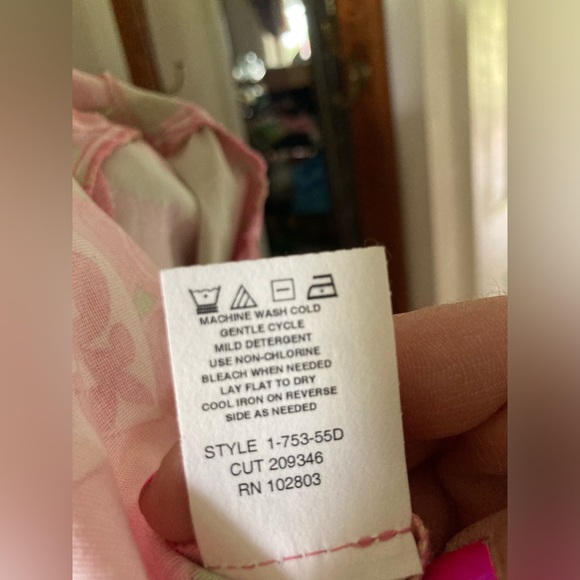 MACHINE WASH COLD
GENTLE CYCLE
MILD DETERGENT
USE NON-CHLORINE
BLEACH WHEN NEEDED
LAY FLAT TO DRY
COOL IRON ON REVERSE
SIDE AS NEEDED
STYLE 1-753-55D
CUT 209346
RN 102803